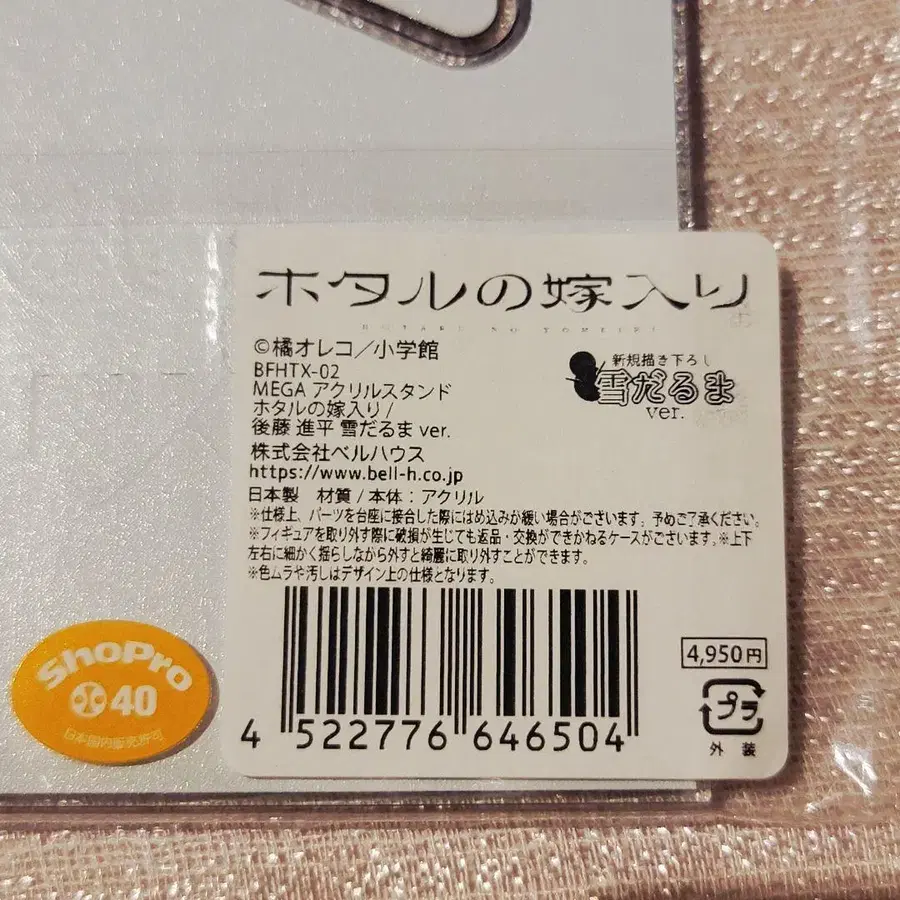 ホタルの嫁入り
HOTARU NO YOMEIRI
©橘オレコ／小学館
BFHTX-02
MEGA アクリルスタンド
ホタルの嫁入り /
後藤 進平 雪だるま ver.
株式会社ベルハウス
https://www.bell-h.co.jp
新規描き下ろし
雪だるま
ver.
日本製　材質 / 本体：アクリル
※仕様上、パーツを台座に接合した際にはめ込みが緩い場合がございます。予めご了承ください。
※フィギュアを取り外す際に破損が生じても返品・交換ができかねるケースがございます。※上下
左右に細かく揺らしながら外すと綺麗に取り外すことができます。
※色ムラや汚しはデザイン上の仕様となります。
4 522776 646504
4,950円
プラ
外 装
ShoPro
40
日本国内販売許可